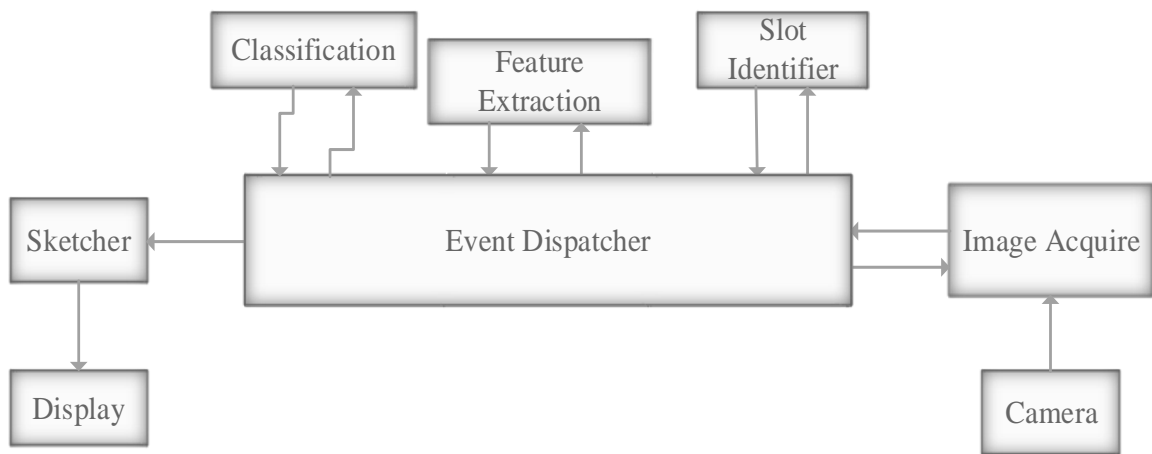 Classification
Feature
Extraction
Slot
Identifier
Sketcher
Event Dispatcher
Image Acquire
Display
Camera